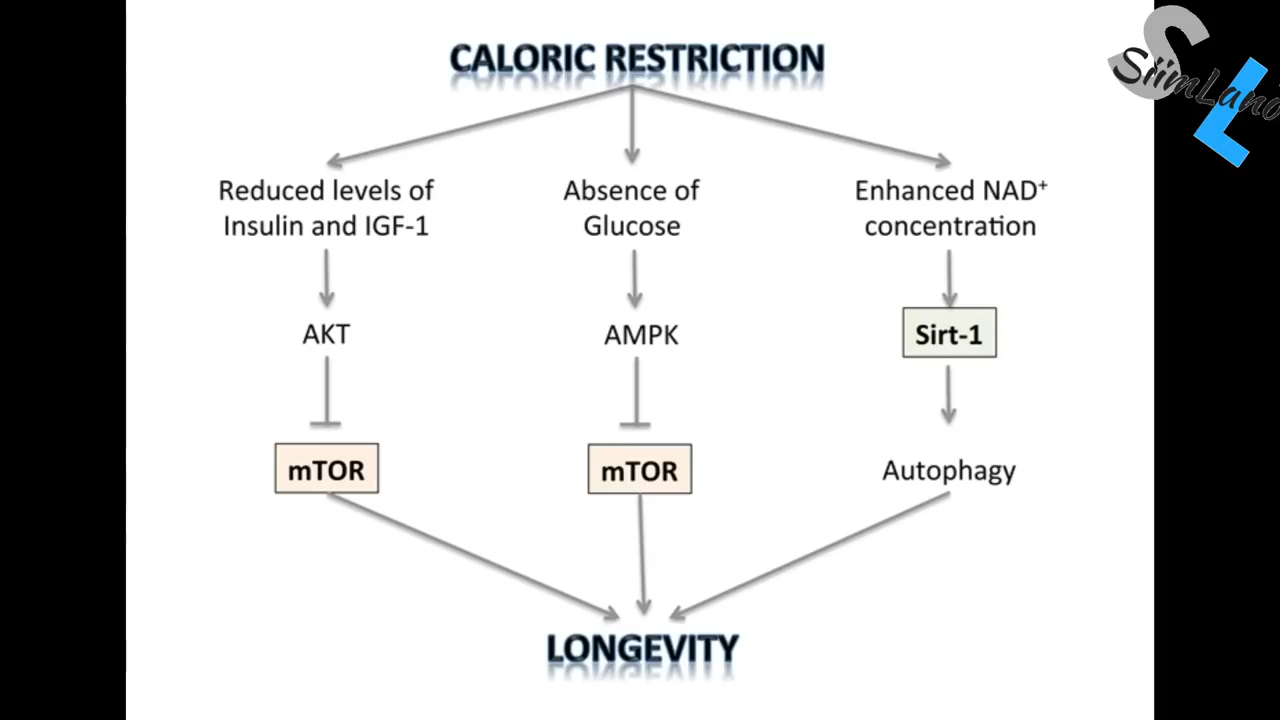 CALORIC RESTRICTION
SiimLand
Reduced levels of
Insulin and IGF-1
Absence of
Glucose
Enhanced NAD⁺
concentration
AKT
AMPK
Sirt-1
mTOR
mTOR
Autophagy
LONGEVITY